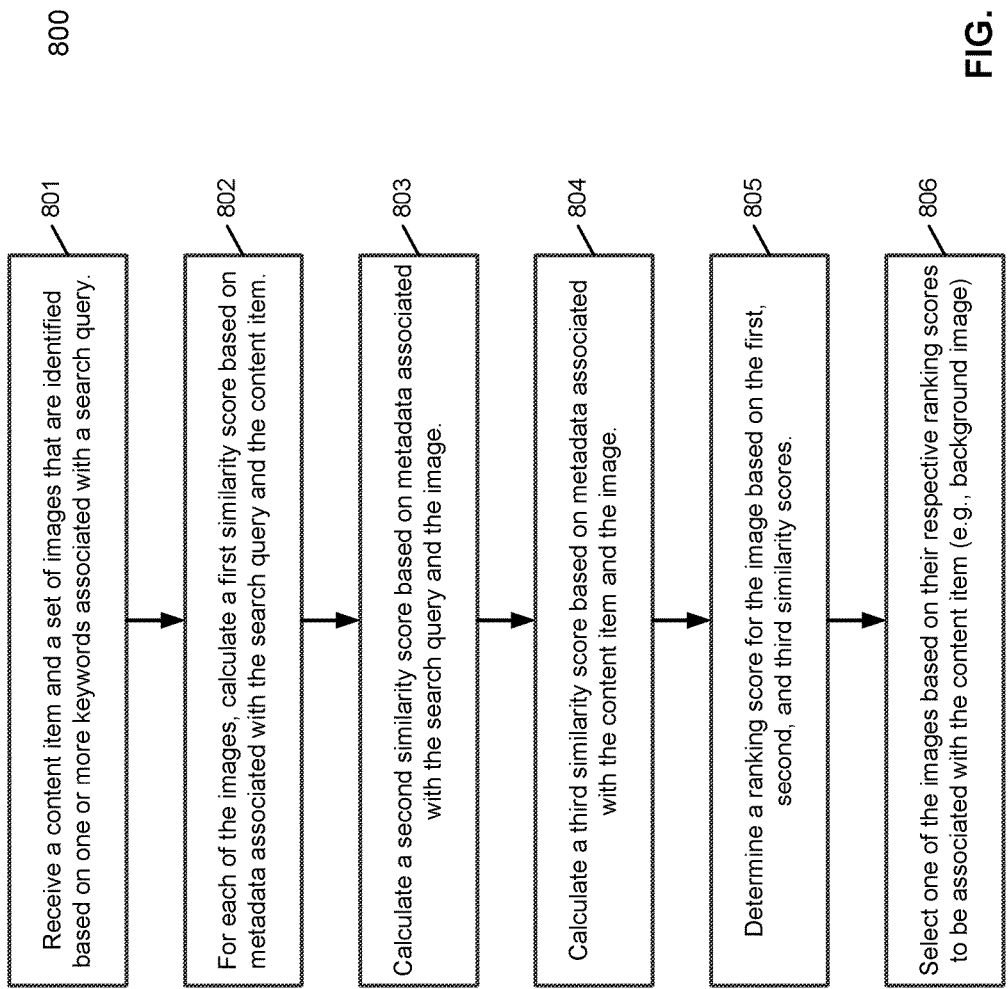 800
801
Receive a content item and a set of images that are identified
based on one or more keywords associated with a search query.
802
For each of the images, calculate a first similarity score based on
metadata associated with the search query and the content item.
803
Calculate a second similarity score based on metadata associated
with the search query and the image.
804
Calculate a third similarity score based on metadata associated
with the content item and the image.
805
Determine a ranking score for the image based on the first,
second, and third similarity scores.
806
Select one of the images based on their respective ranking scores
to be associated with the content item (e.g., background image)
FIG.